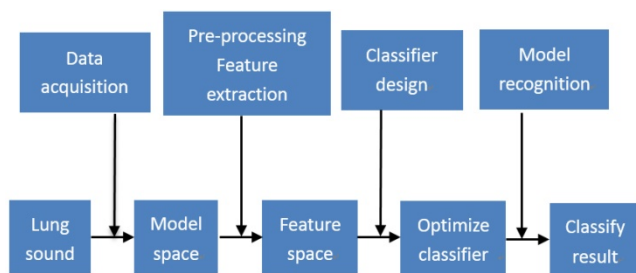 Data
acquisition
Pre-processing
Feature
extraction
Classifier
design
Model
recognition
Lung
sound
Model
space
Feature
space
Optimize
classifier
Classify
result